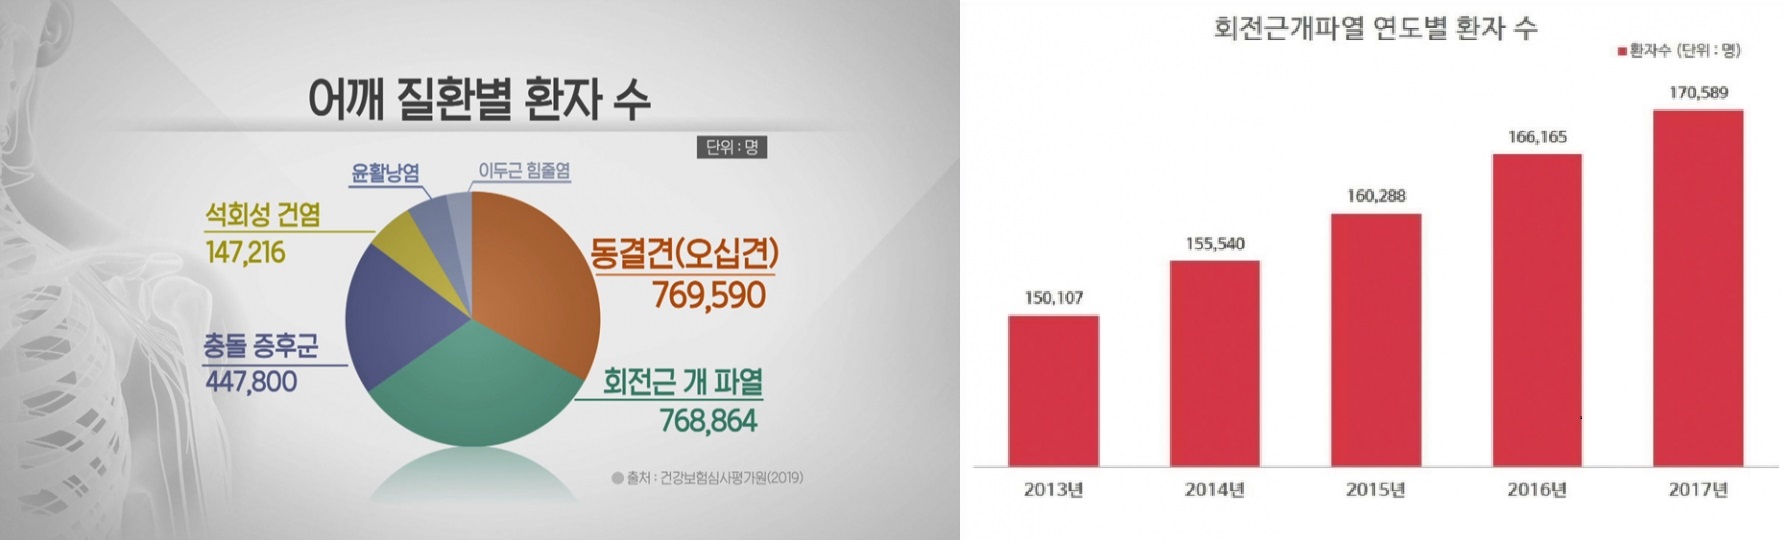 어깨 질환별 환자 수
단위 : 명
윤활낭염
이두근 힘줄염
석회성 건염
147,216
동결견(오십견)
769,590
충돌 증후군
447,800
회전근 개 파열
768,864
출처 : 건강보험심사평가원(2019)
회전근개파열 연도별 환자 수
환자수 (단위 : 명)
150,107
155,540
160,288
166,165
170,589
2013년
2014년
2015년
2016년
2017년